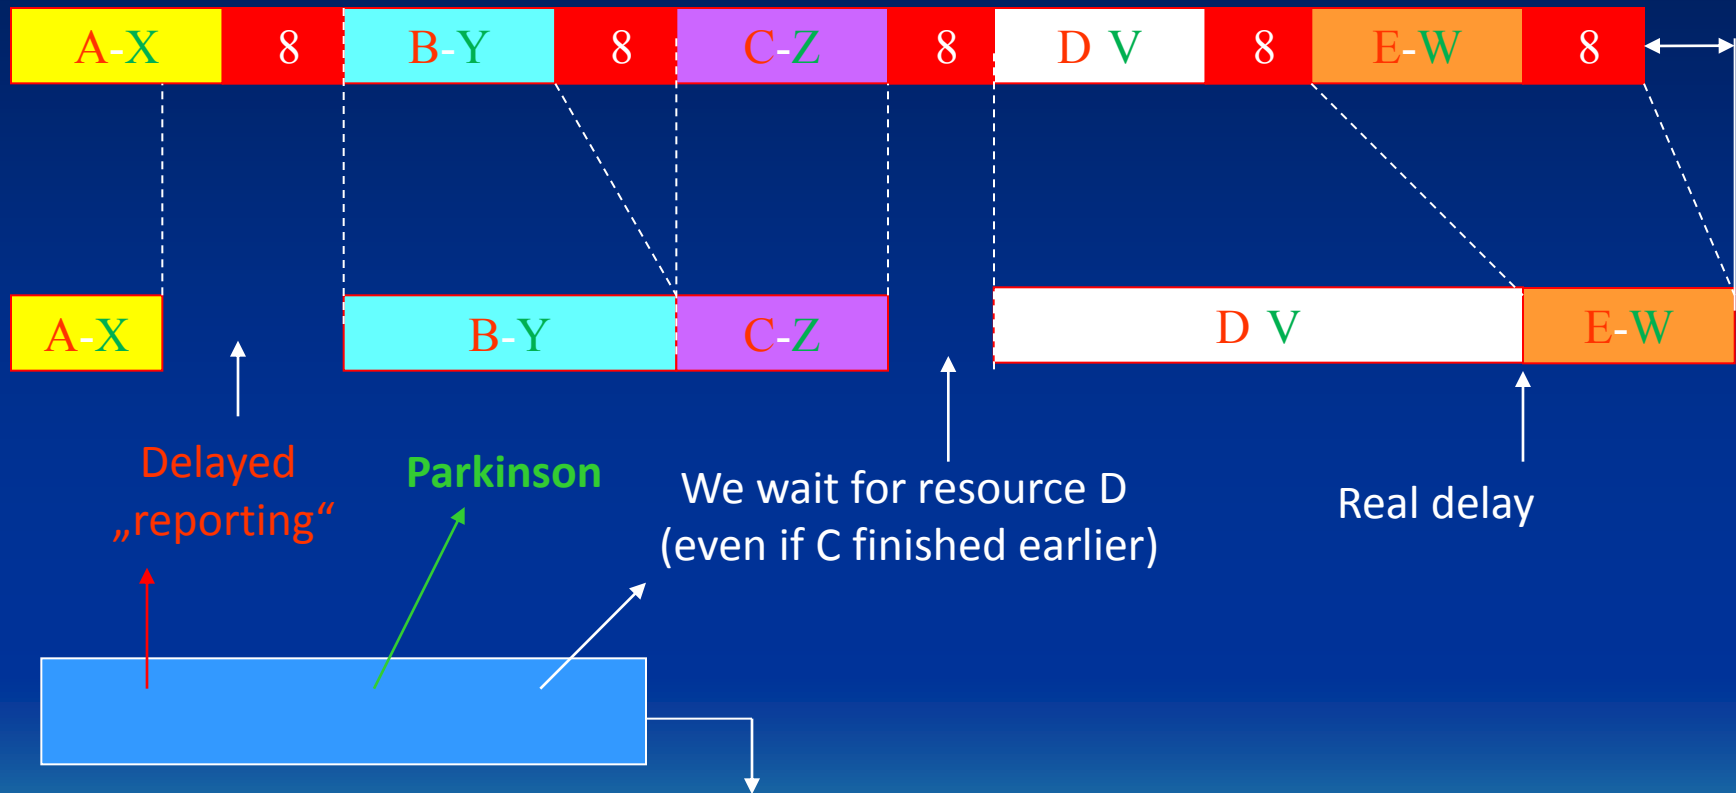 A-X 8 B-Y 8 C-Z 8 D V 8 E-W 8
A-X B-Y C-Z D V E-W
Delayed
„reporting“
Parkinson
We wait for resource D
(even if C finished earlier)
Real delay